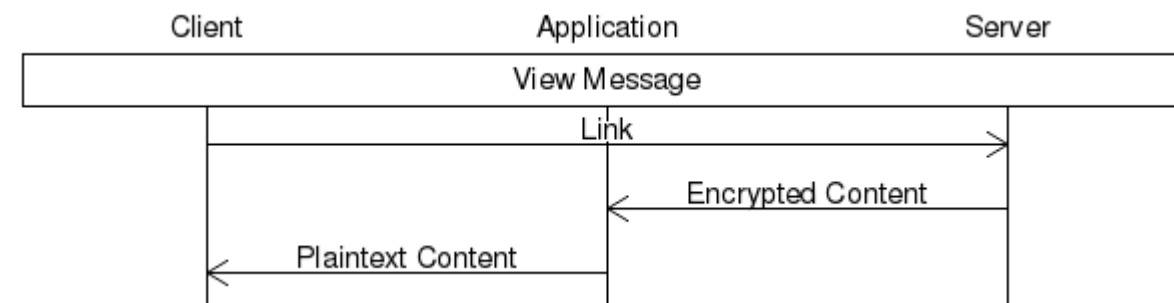 Client Application Server
View Message
Link
Encrypted Content
Plaintext Content